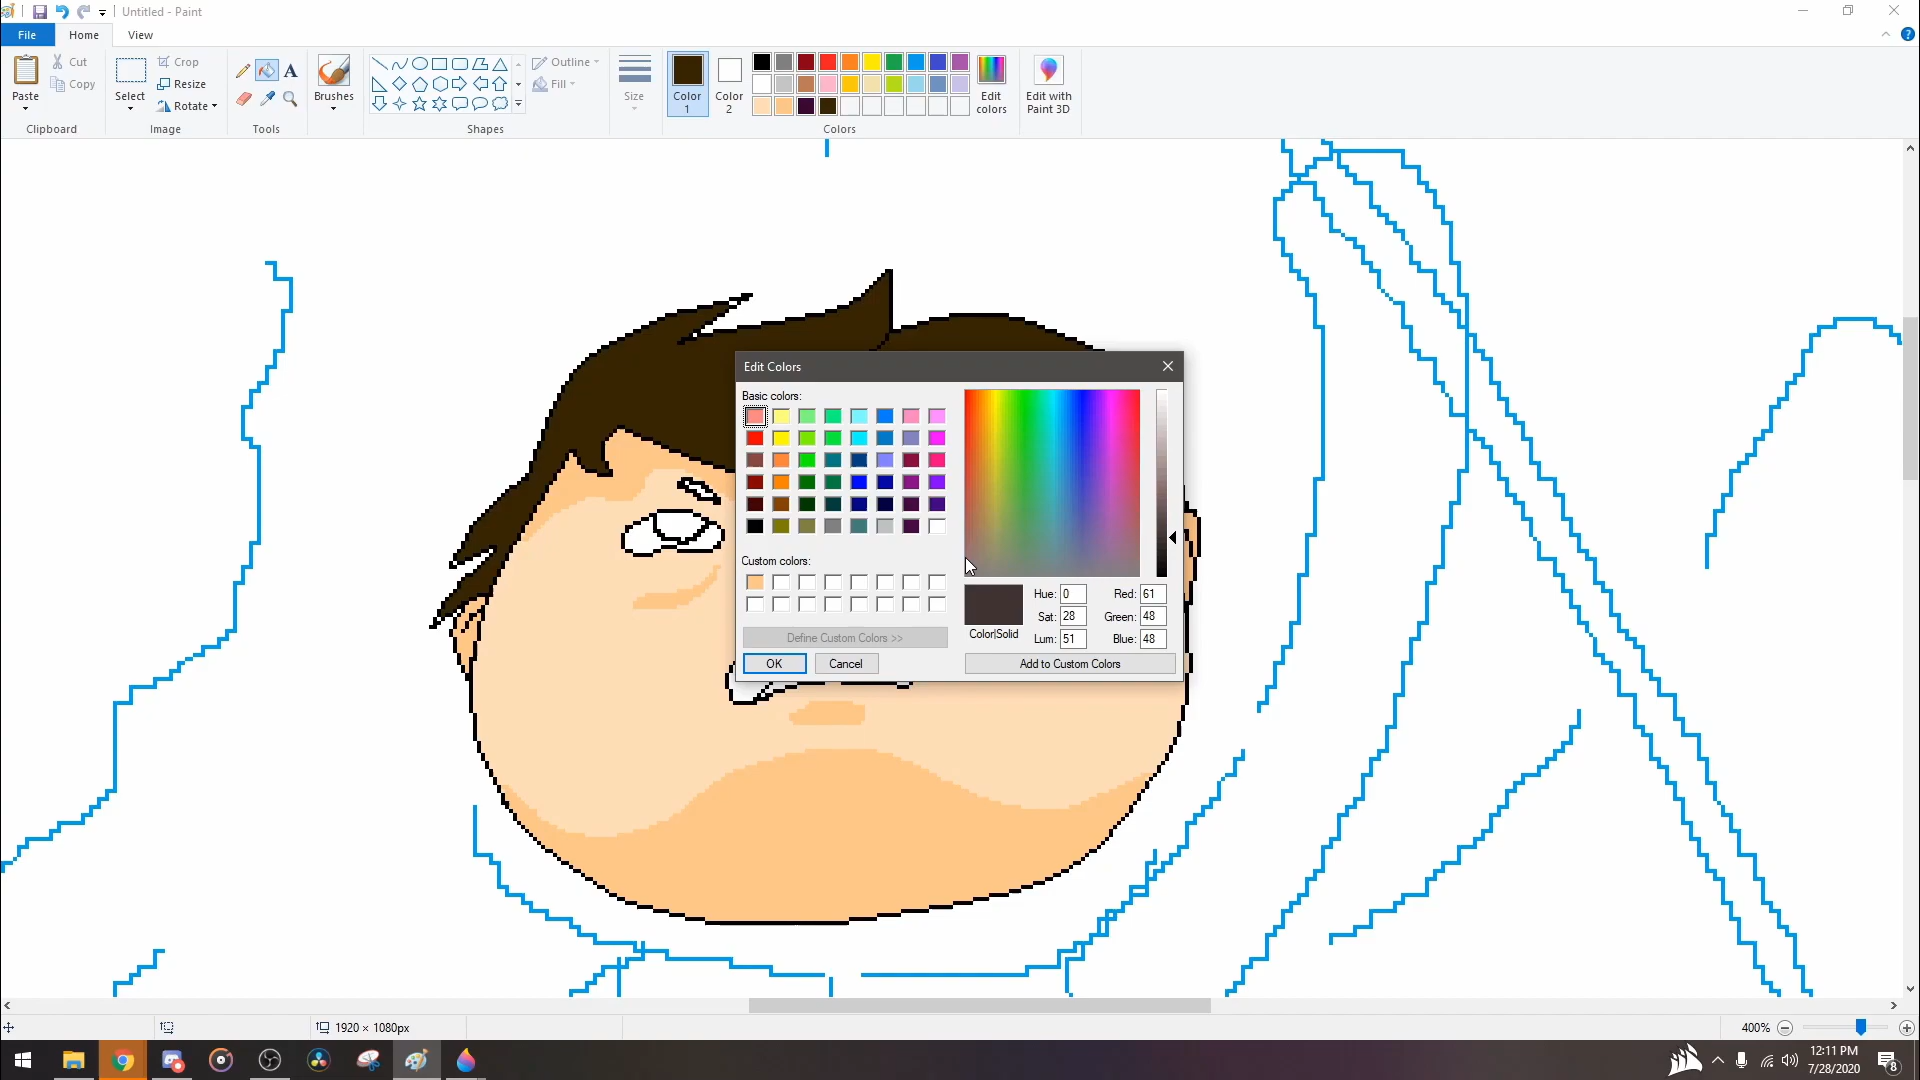 Untitled - Paint
File
Home
View
Paste
Cut
Copy
Clipboard
Select
Crop
Resize
Rotate
Image
A
Tools
Brushes
Outline
Fill
Shapes
Size
Color
1
Color
2
Edit
colors
Colors
Edit with
Paint 3D
Edit Colors
Basic colors:
Custom colors:
Define Custom Colors >>
OK
Cancel
Color|Solid
Hue: 0
Sat: 28
Lum: 51
Red: 61
Green: 48
Blue: 48
Add to Custom Colors
1920 × 1080px
400%
12:11 PM
7/28/2020
8